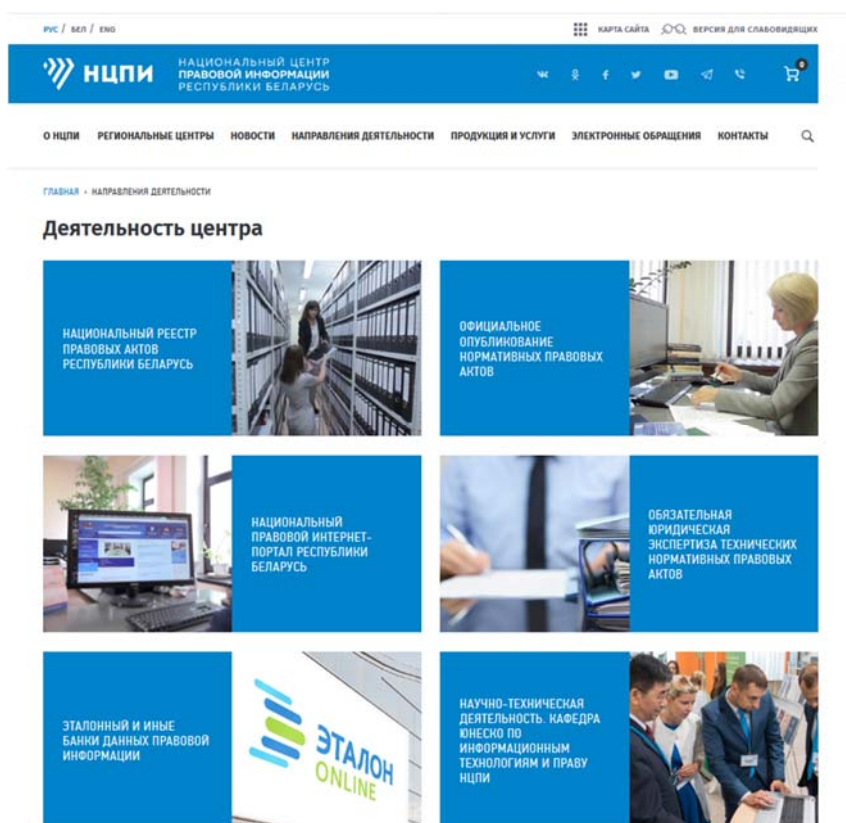 РУС / БЕЛ / ENG
КАРТА САЙТА
ВЕРСИЯ ДЛЯ СЛАБОВИДЯЩИХ
НЦПИ
НАЦИОНАЛЬНЫЙ ЦЕНТР
ПРАВОВОЙ ИНФОРМАЦИИ
РЕСПУБЛИКИ БЕЛАРУСЬ
0
О НЦПИ РЕГИОНАЛЬНЫЕ ЦЕНТРЫ НОВОСТИ НАПРАВЛЕНИЯ ДЕЯТЕЛЬНОСТИ ПРОДУКЦИЯ И УСЛУГИ ЭЛЕКТРОННЫЕ ОБРАЩЕНИЯ КОНТАКТЫ
ГЛАВНАЯ • НАПРАВЛЕНИЯ ДЕЯТЕЛЬНОСТИ
Деятельность центра
НАЦИОНАЛЬНЫЙ РЕЕСТР
ПРАВОВЫХ АКТОВ
РЕСПУБЛИКИ БЕЛАРУСЬ
ОФИЦИАЛЬНОЕ
ОПУБЛИКОВАНИЕ
НОРМАТИВНЫХ ПРАВОВЫХ
АКТОВ
НАЦИОНАЛЬНЫЙ
ПРАВОВОЙ ИНТЕРНЕТ-
ПОРТАЛ РЕСПУБЛИКИ
БЕЛАРУСЬ
ОБЯЗАТЕЛЬНАЯ
ЮРИДИЧЕСКАЯ
ЭКСПЕРТИЗА ТЕХНИЧЕСКИХ
НОРМАТИВНЫХ ПРАВОВЫХ
АКТОВ
ЭТАЛОННЫЙ И ИНЫЕ
БАНКИ ДАННЫХ ПРАВОВОЙ
ИНФОРМАЦИИ
ЭТАЛОН
ONLINE
НАУЧНО-ТЕХНИЧЕСКАЯ
ДЕЯТЕЛЬНОСТЬ. КАФЕДРА
ЮНЕСКО ПО
ИНФОРМАЦИОННЫМ
ТЕХНОЛОГИЯМ И ПРАВУ
НЦПИ